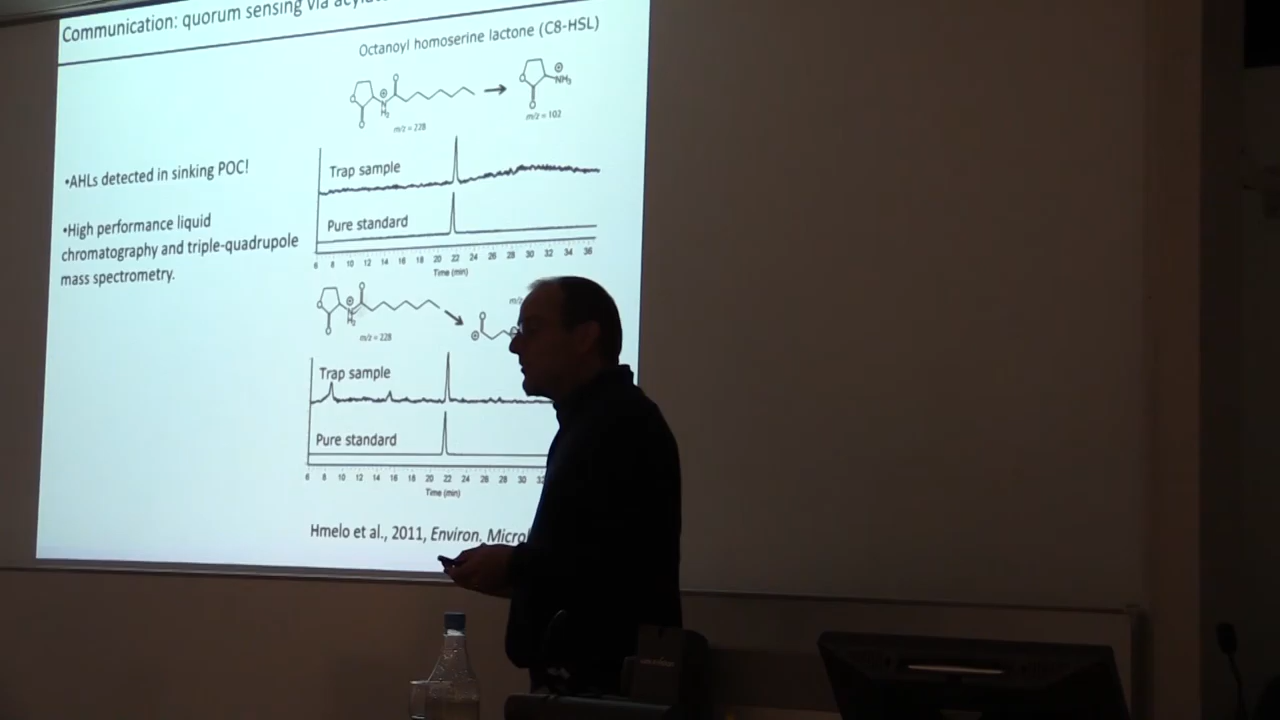 Communication: quorum sensing via
Octanoyl homoserine lactone (C8-HSL)
O
O
N
H₂
O
m/z = 228
O
O
NH₃
m/z = 102
•AHLs detected in sinking POC!
•High performance liquid
chromatography and triple-quadrupole
mass spectrometry.
Trap sample
Pure standard
6 8 10 12 14 16 18 20 22 24 26 28 30 32 34 36
Time (min)
O
O
N
H₂
O
m/z = 228
m/z
O
Trap sample
Pure standard
6 8 10 12 14 16 18 20 22 24 26 28 30 32
Time (min)
Hmelo et al., 2011, Environ.